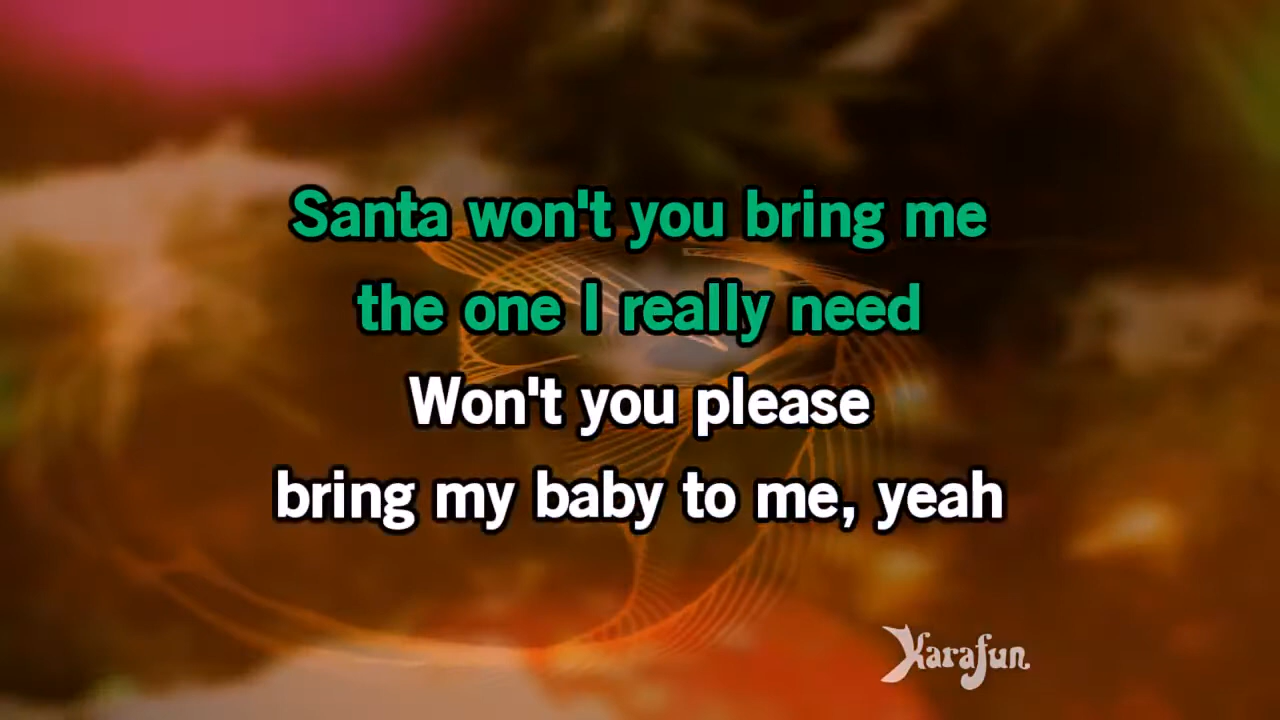 Santa won't you bring me
the one I really need
Won't you please
bring my baby to me, yeah
Karafun